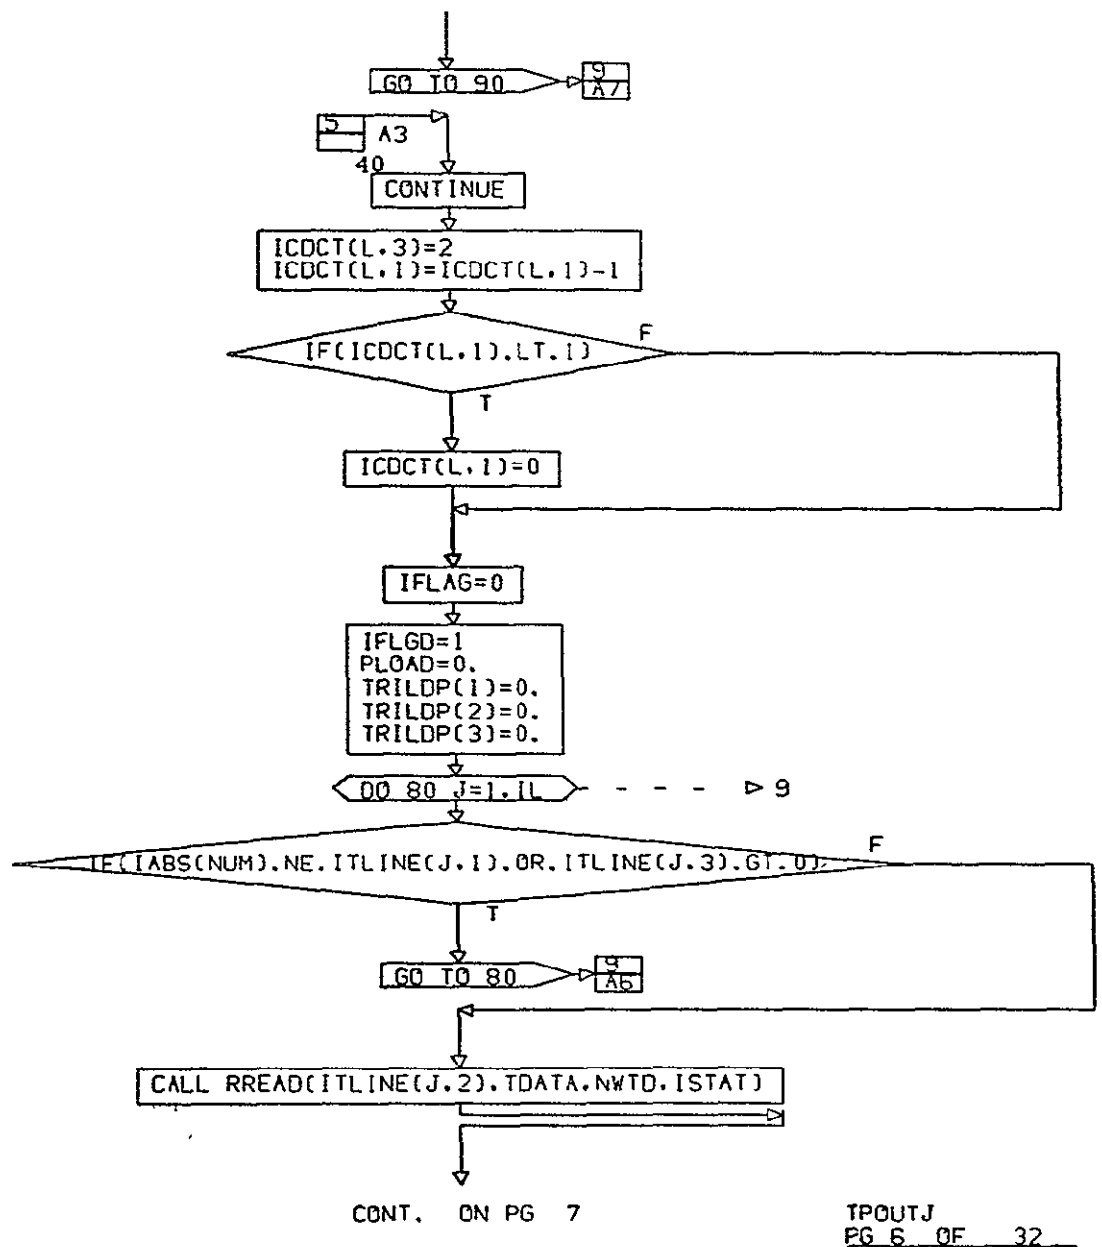 GO TO 90
9
A7
5
A3
40
CONTINUE
ICDCT(L,3)=2
ICDCT(L,1)=ICDCT(L,1)-1
IF(ICDCT(L,1).LT.1)
F
T
ICDCT(L,1)=0
IFLAG=0
IFLGD=1
PLOAD=0.
TRILDP(1)=0.
TRILDP(2)=0.
TRILDP(3)=0.
DO 80 J=1,IL
9
IF(IABS(NUM).NE.ITLINE(J,1).OR.ITLINE(J,3).GT.0)
F
T
GO TO 80
9
A6
CALL RREAD(ITLINE(J,2),TDATA,NWTD,ISTAT)
CONT. ON PG 7
TPOUTJ
PG 6 OF 32